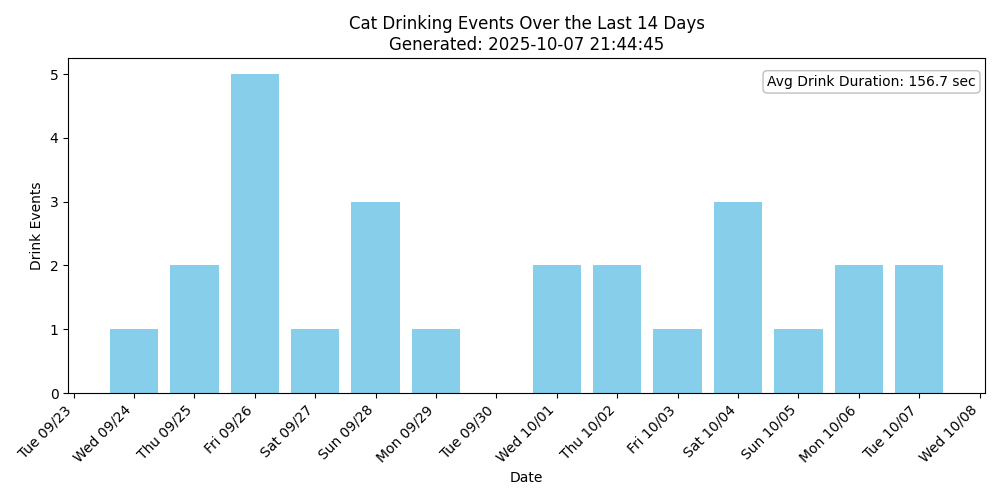 Cat Drinking Events Over the Last 14 Days
Generated: 2025-10-07 21:44:45
Avg Drink Duration: 156.7 sec
Drink Events
5
4
3
2
1
0
Tue 09/23
Wed 09/24
Thu 09/25
Fri 09/26
Sat 09/27
Sun 09/28
Mon 09/29
Tue 09/30
Wed 10/01
Thu 10/02
Fri 10/03
Sat 10/04
Sun 10/05
Mon 10/06
Tue 10/07
Wed 10/08
Date